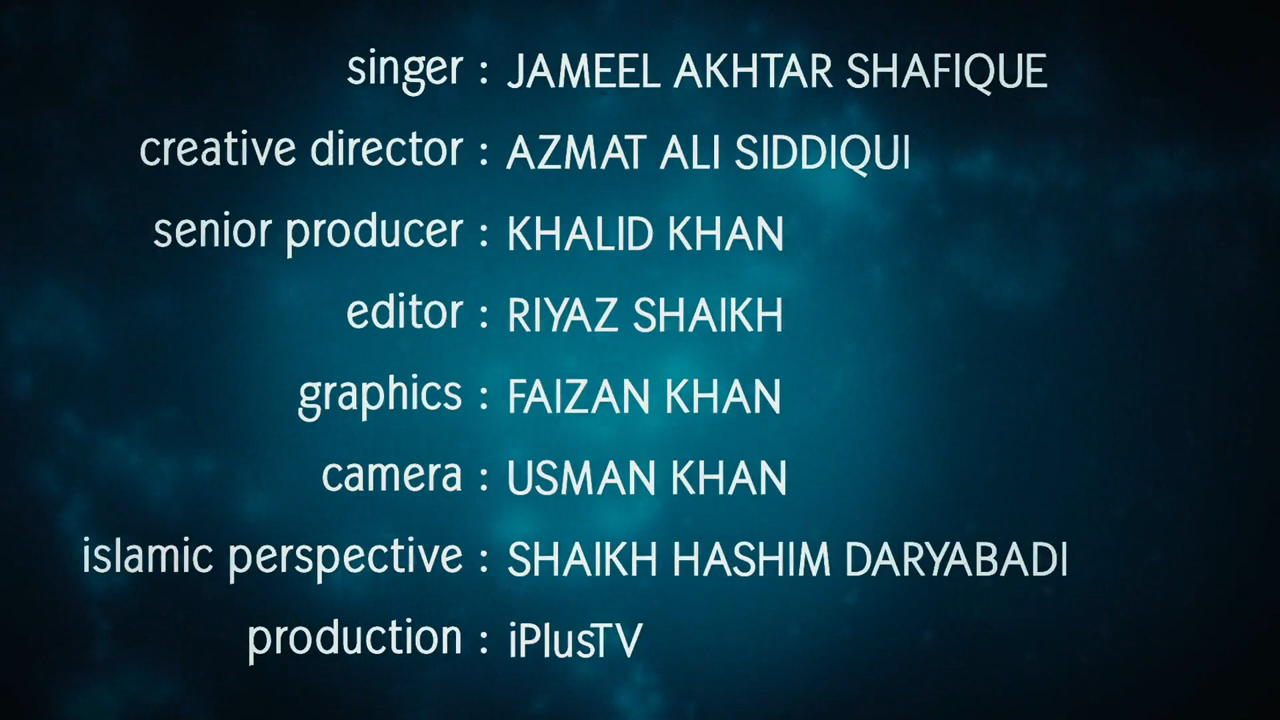 singer : JAMEEL AKHTAR SHAFIQUE
creative director : AZMAT ALI SIDDIQUI
senior producer : KHALID KHAN
editor : RIYAZ SHAIKH
graphics : FAIZAN KHAN
camera : USMAN KHAN
islamic perspective : SHAIKH HASHIM DARYABADI
production : iPlusTV